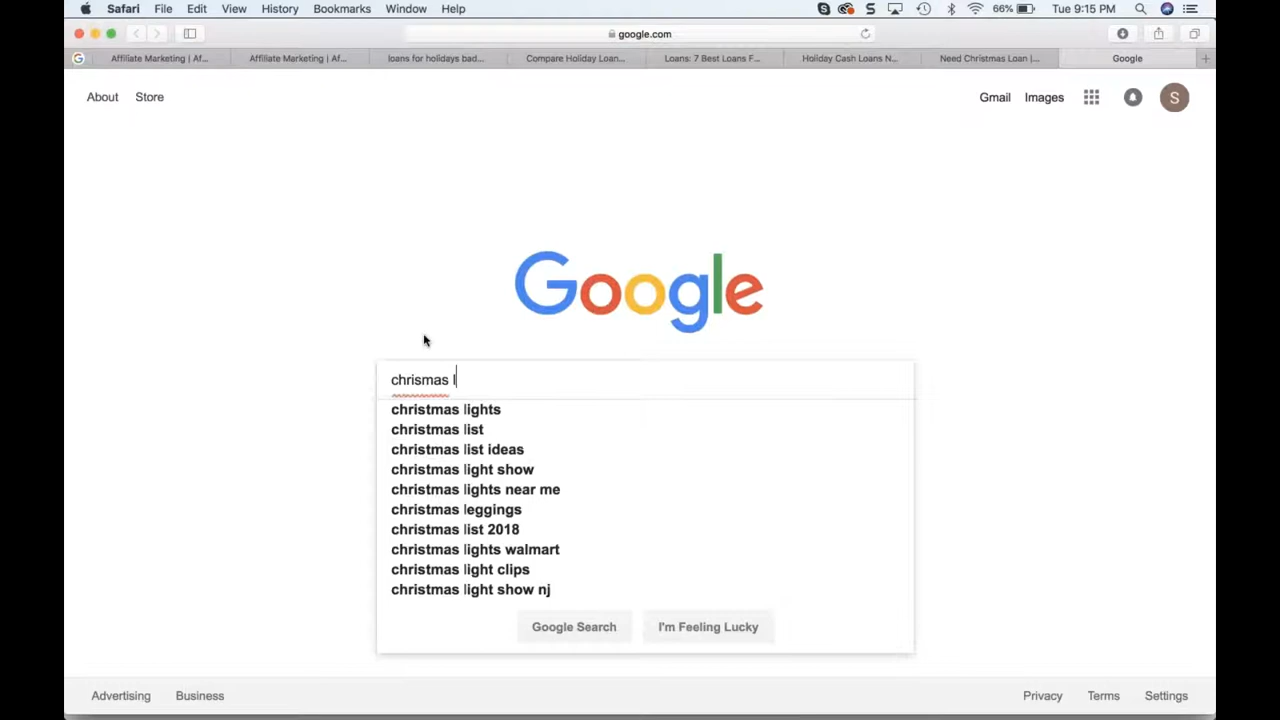 Safari File Edit View History Bookmarks Window Help 66% Tue 9:15 PM
google.com
Affiliate Marketing | Af... Affiliate Marketing | Af... loans for holidays bad... Compare Holiday Loan... Loans: 7 Best Loans F... Holiday Cash Loans N... Need Christmas Loan |... Google
About Store Gmail Images S
Google
chrismas l
christmas lights
christmas list
christmas list ideas
christmas light show
christmas lights near me
christmas leggings
christmas list 2018
christmas lights walmart
christmas light clips
christmas light show nj
Google Search I'm Feeling Lucky
Advertising Business Privacy Terms Settings